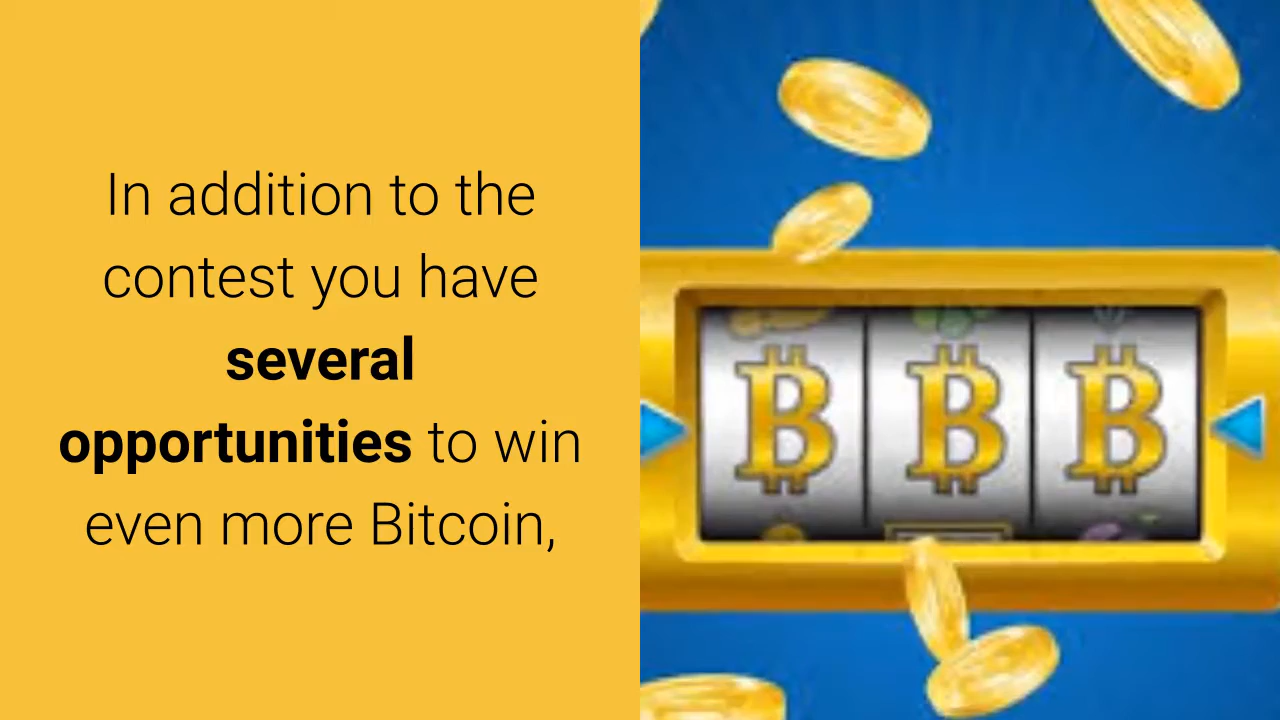 In addition to the
contest you have
several
opportunities to win
even more Bitcoin,